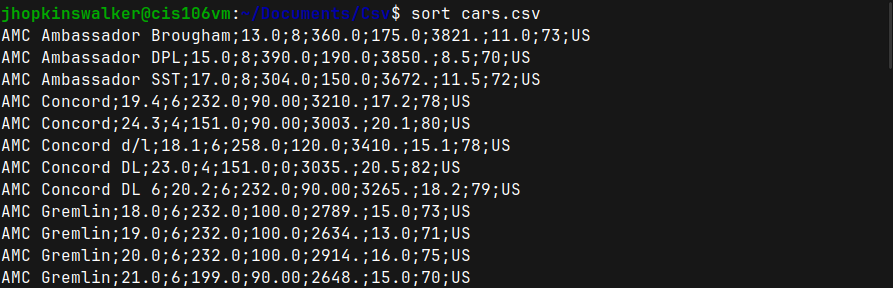 jhopkinswalker@cis106vm:~/Documents/Csv$ sort cars.csv
AMC Ambassador Brougham;13.0;8;360.0;175.0;3821.;11.0;73;US
AMC Ambassador DPL;15.0;8;390.0;190.0;3850.;8.5;70;US
AMC Ambassador SST;17.0;8;304.0;150.0;3672.;11.5;72;US
AMC Concord;19.4;6;232.0;90.00;3210.;17.2;78;US
AMC Concord;24.3;4;151.0;90.00;3003.;20.1;80;US
AMC Concord d/l;18.1;6;258.0;120.0;3410.;15.1;78;US
AMC Concord DL;23.0;4;151.0;0;3035.;20.5;82;US
AMC Concord DL 6;20.2;6;232.0;90.00;3265.;18.2;79;US
AMC Gremlin;18.0;6;232.0;100.0;2789.;15.0;73;US
AMC Gremlin;19.0;6;232.0;100.0;2634.;13.0;71;US
AMC Gremlin;20.0;6;232.0;100.0;2914.;16.0;75;US
AMC Gremlin;21.0;6;199.0;90.00;2648.;15.0;70;US